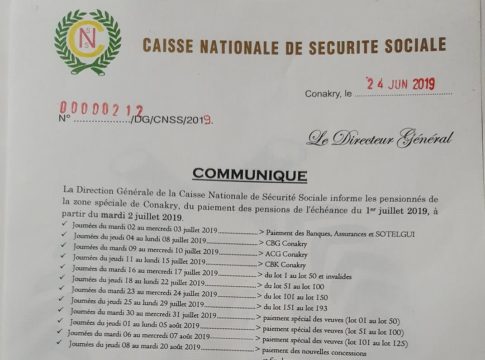 CNSS
CAISSE NATIONALE DE SECURITE SOCIALE
Conakry, le 24 JUN 2019
00000212
N° /DG/CNSS/2019.
Le Directeur Général
COMMUNIQUE
La Direction Générale de la Caisse Nationale de Sécurité Sociale informe les pensionnés de
la zone spéciale de Conakry, du paiement des pensions de l'échéance du 1er juillet 2019, à
partir du mardi 2 juillet 2019.
✓ Journées du mardi 02 au mercredi 03 juillet 2019 > Paiement des Banques, Assurances et SOTELGUI
✓ Journées du jeudi 04 au lundi 08 juillet 2019 > CBG Conakry
✓ Journées du mardi 09 au mercredi 10 juillet 2019 > ACG Conakry
✓ Journées du jeudi 11 au lundi 15 juillet 2019 > CBK Conakry
✓ Journées du mardi 16 au mercredi 17 juillet 2019 > du lot 1 au lot 50 et invalides
✓ Journées du jeudi 18 au lundi 22 juillet 2019 > du lot 51 au lot 100
✓ Journées du mardi 23 au mercredi 24 juillet 2019 > du lot 101 au lot 150
✓ Journées du jeudi 25 au lundi 29 juillet 2019 > du lot 151 au lot 193
✓ Journées du mardi 30 au mercredi 31 juillet 2019 > paiement spécial des veuves (lot 01 au lot 50)
✓ Journées du jeudi 01 au lundi 05 août 2019 > paiement spécial des veuves (lot 51 au lot 100)
✓ Journées du mardi 06 au mercredi 07 août 2019 > paiement spécial des veuves (lot 101 au lot 125)
✓ Journées du jeudi 08 au mardi 20 août 2019 > paiement des nouvelles concessions